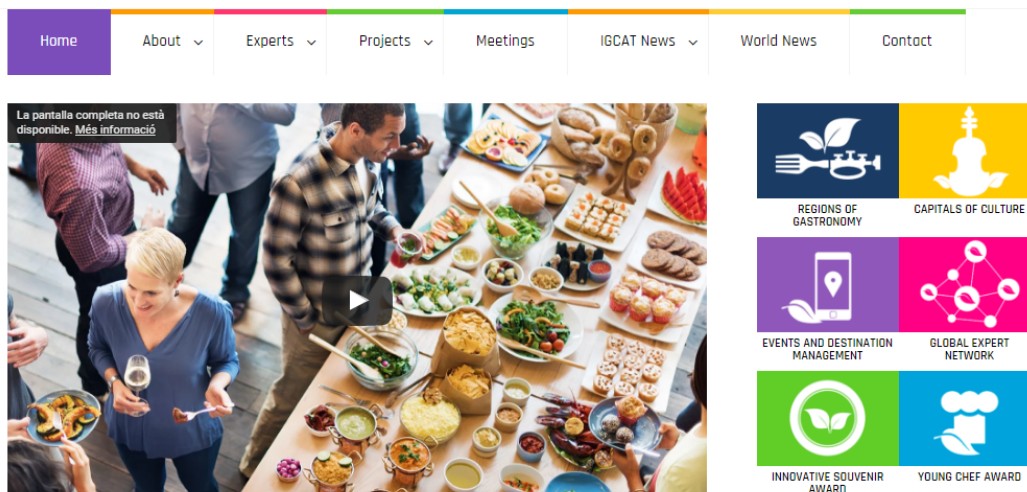 Home
About
Experts
Projects
Meetings
IGCAT News
World News
Contact
La pantalla completa no està
disponible. Més informació
REGIONS OF
GASTRONOMY
CAPITALS OF CULTURE
EVENTS AND DESTINATION
MANAGEMENT
GLOBAL EXPERT
NETWORK
INNOVATIVE SOUVENIR
AWARD
YOUNG CHEF AWARD